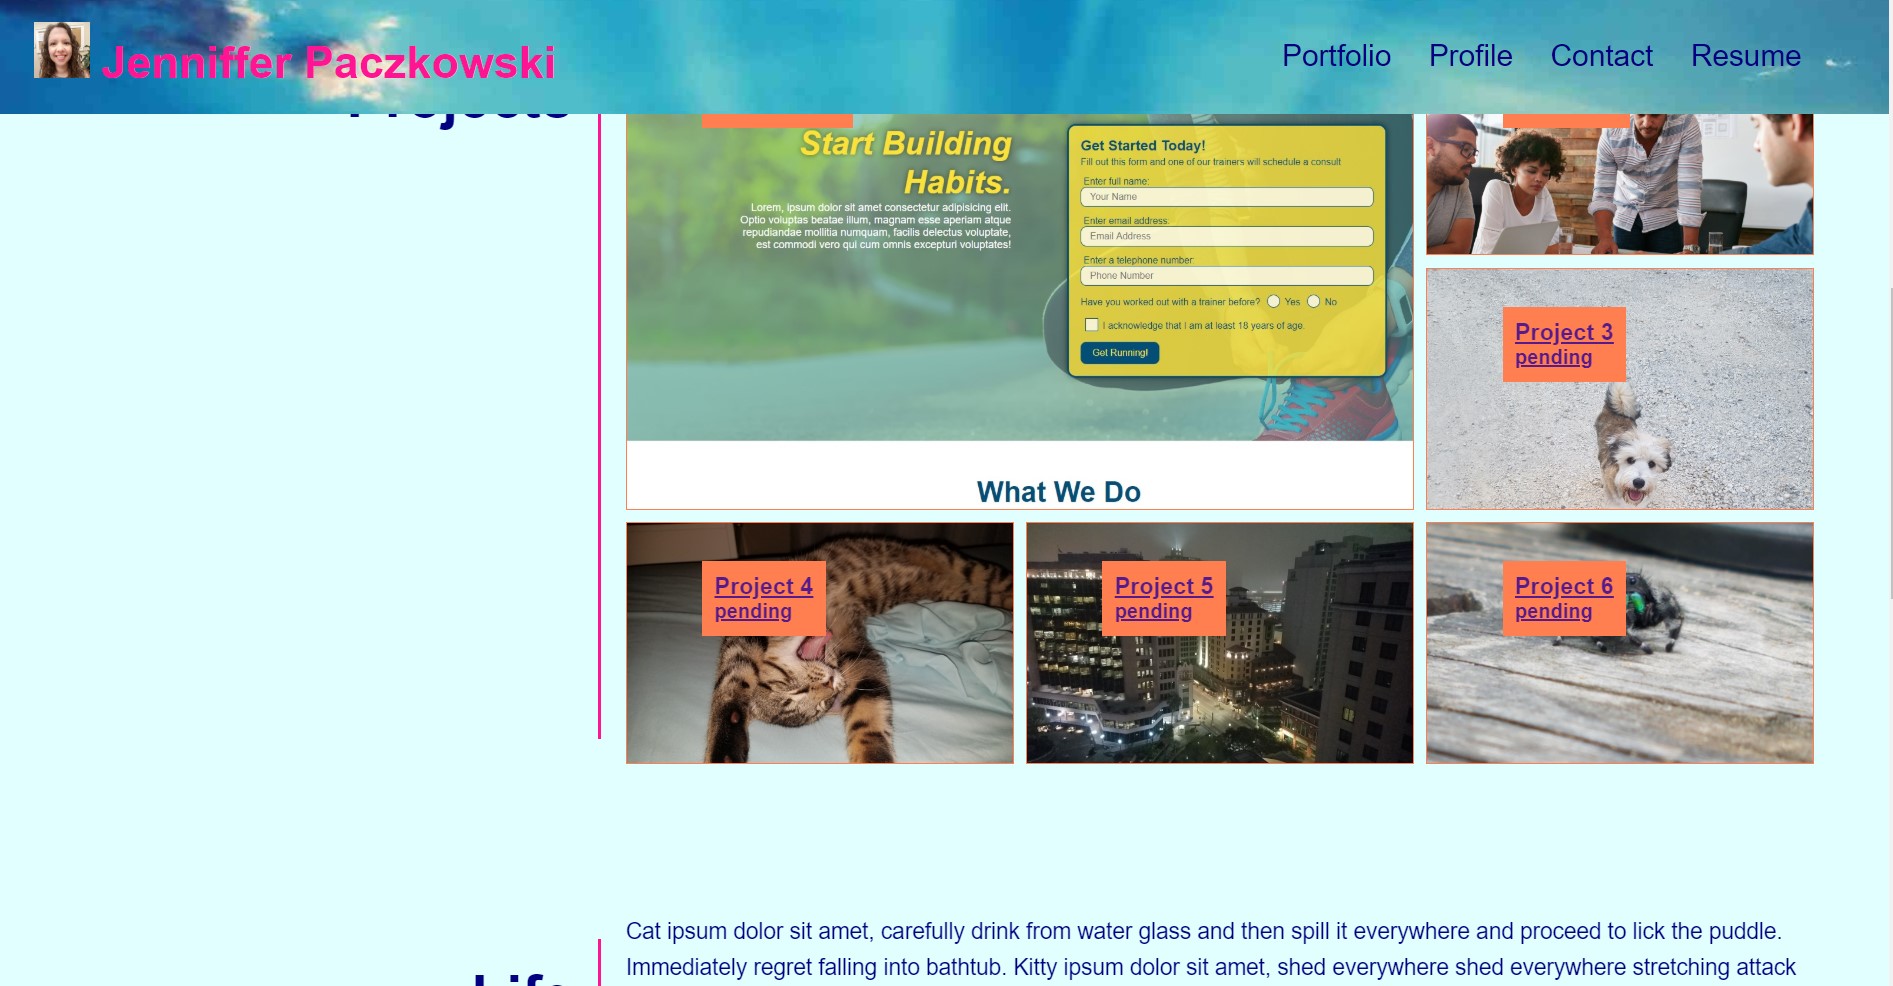 Jenniffer Paczkowski
Portfolio Profile Contact Resume
Projects
Start Building
Habits.
Lorem, ipsum dolor sit amet consectetur adipisicing elit.
Optio voluptas beatae illum, magnam esse aperiam atque
repudiandae mollitia numquam, facilis delectus voluptate,
est commodi vero qui cum omnis excepturi voluptates!
Get Started Today!
Fill out this form and one of our trainers will schedule a consult
Enter full name:
Your Name
Enter email address:
Email Address
Enter a telephone number:
Phone Number
Have you worked out with a trainer before? Yes No
I acknowledge that I am at least 18 years of age.
Get Running!
What We Do
Project 3
pending
Project 4
pending
Project 5
pending
Project 6
pending
Cat ipsum dolor sit amet, carefully drink from water glass and then spill it everywhere and proceed to lick the puddle.
Immediately regret falling into bathtub. Kitty ipsum dolor sit amet, shed everywhere shed everywhere stretching attack